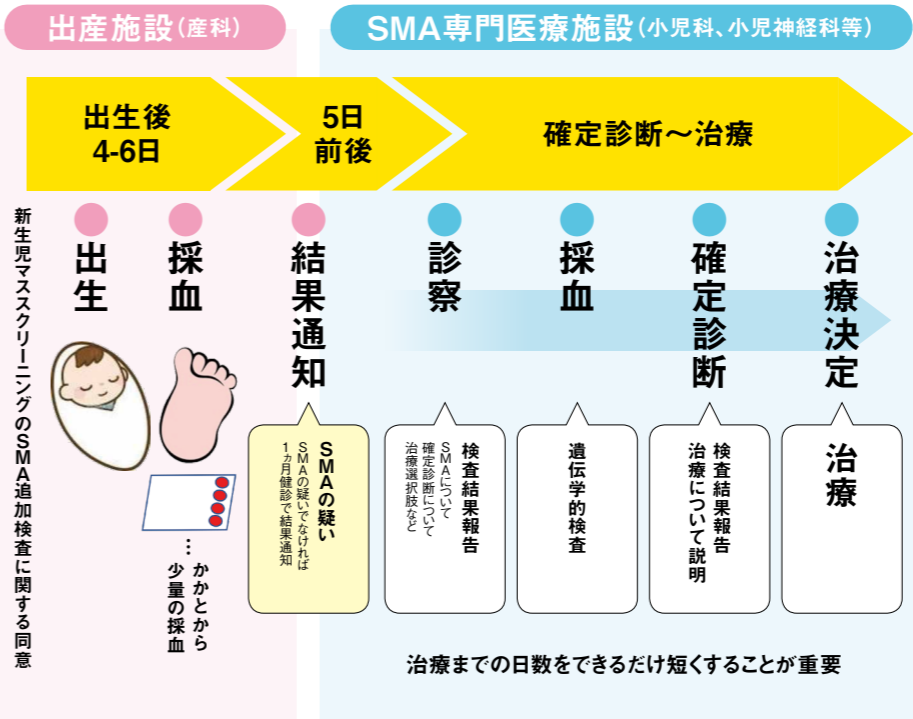 出産施設（産科）
SMA専門医療施設（小児科、小児神経科等）
出生後
4-6日
5日
前後
確定診断～治療
新生児マススクリーニングのSMA追加検査に関する同意
出生
採血
結果通知
診察
採血
確定診断
治療決定
…かかとから
少量の採血
SMAの疑い
SMAの疑いでなければ
1ヵ月健診で結果通知
検査結果報告
SMAについて
確定診断について
治療選択肢など
遺伝学的検査
検査結果報告
治療について説明
治療
治療までの日数をできるだけ短くすることが重要